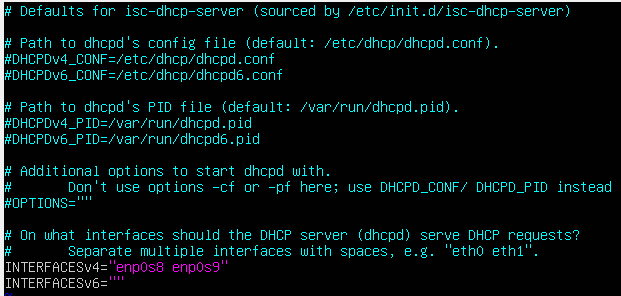 # Defaults for isc-dhcp-server (sourced by /etc/init.d/isc-dhcp-server)
# Path to dhcpd's config file (default: /etc/dhcp/dhcpd.conf).
#DHCPDv4_CONF=/etc/dhcp/dhcpd.conf
#DHCPDv6_CONF=/etc/dhcp/dhcpd6.conf
# Path to dhcpd's PID file (default: /var/run/dhcpd.pid).
#DHCPDv4_PID=/var/run/dhcpd.pid
#DHCPDv6_PID=/var/run/dhcpd6.pid
# Additional options to start dhcpd with.
#       Don't use options -cf or -pf here; use DHCPD_CONF/ DHCPD_PID instead
#OPTIONS=""
# On what interfaces should the DHCP server (dhcpd) serve DHCP requests?
#       Separate multiple interfaces with spaces, e.g. "eth0 eth1".
INTERFACESv4="enp0s8 enp0s9"
INTERFACESv6=""